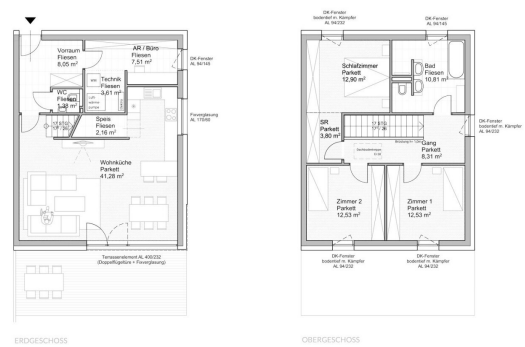 Vorraum
Fliesen
8,05 m²
AR / Büro
Fliesen
7,51 m²
DK-Fenster
AL 94/145
WC
Fliesen
Technik
Fliesen
3,61 m²
Fixverglasung
AL 170/60
17 STG
Speis
Fliesen
2,16 m²
Wohnküche
Parkett
41,28 m²
Terrassenelement AL 400/232
(Doppelflügeltüre + Fixverglasung)
ERDGESCHOSS
DK-Fenster
bodentief m. Kämpfer
AL 94/232
DK-Fenster
AL 94/145
Schlafzimmer
Parkett
12,90 m²
Bad
Fliesen
10,81 m²
SR
Parkett
3,80 m²
17 STG
DK-Fenster
bodentief m. Kämpfer
AL 94/232
Gang
Parkett
8,31 m²
Zimmer 2
Parkett
12,53 m²
Zimmer 1
Parkett
12,53 m²
DK-Fenster
bodentief m. Kämpfer
AL 94/232
DK-Fenster
bodentief m. Kämpfer
AL 94/232
OBERGESCHOSS